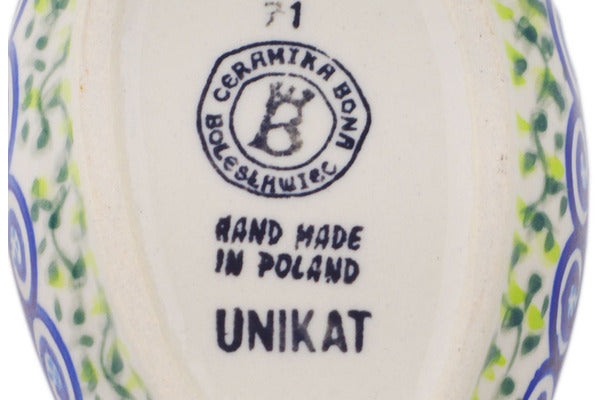 71
CERAMIKA BONA
BOLESŁAWIEC
B
HAND MADE
IN POLAND
UNIKAT